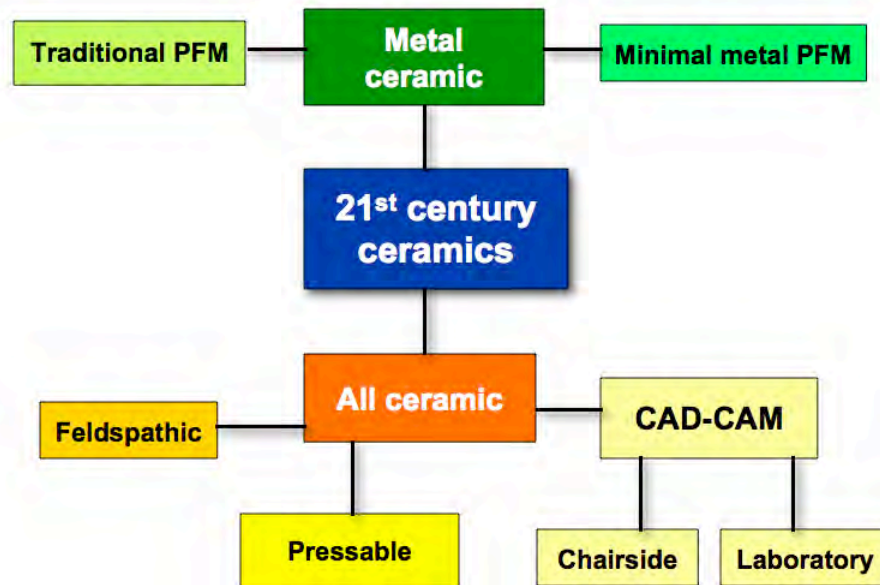 Traditional PFM
Metal
ceramic
Minimal metal PFM
21st century
ceramics
All ceramic
Feldspathic
CAD-CAM
Pressable
Chairside
Laboratory